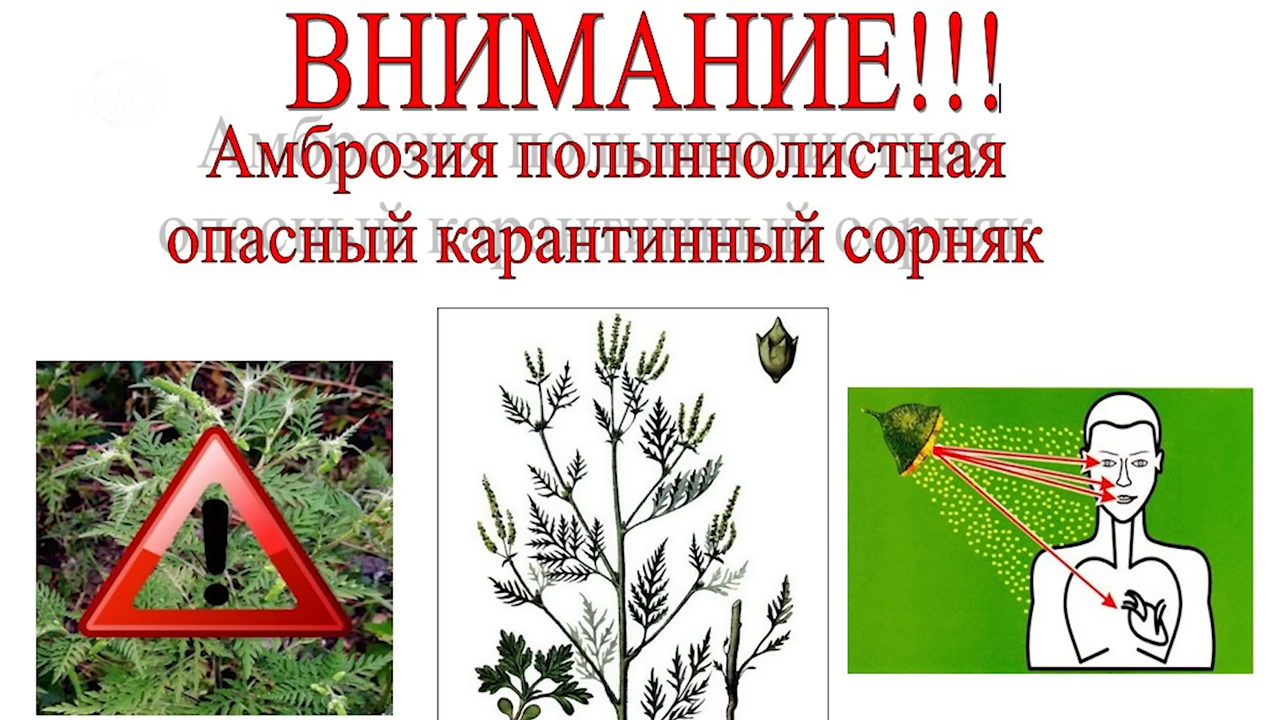 ВНИМАНИЕ!!!
Амброзия полыннолистная
опасный карантинный сорняк